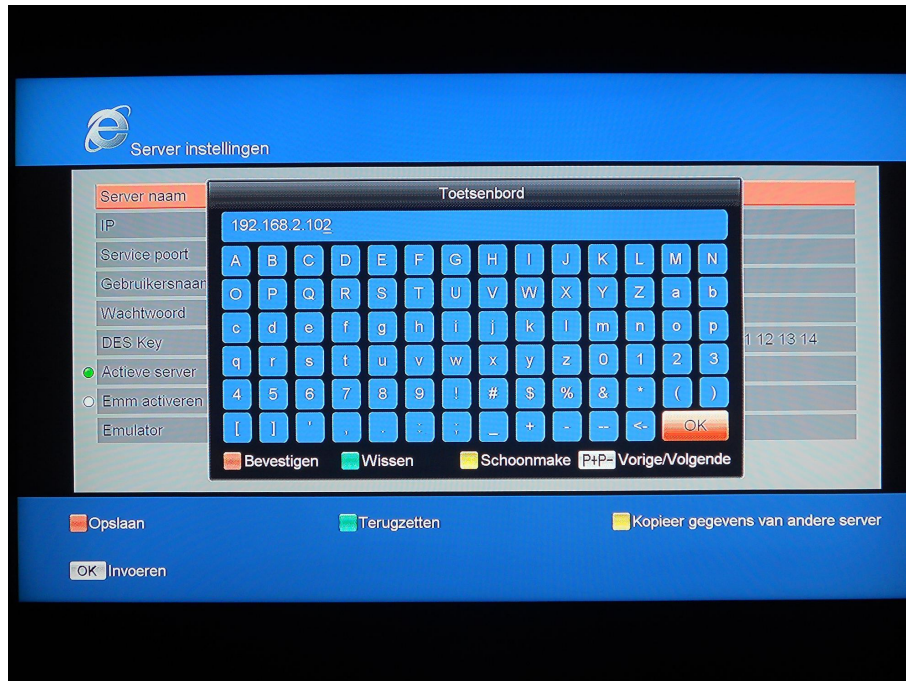 Server instellingen
Toetsenbord
192.168.2.102
Server naam
IP
Service poort
Gebruikersnaar
Wachtwoord
DES Key
1 12 13 14
Actieve server
Emm activeren
Emulator
A B C D E F G H I J K L M N
O P Q R S T U V W X Y Z a b
c d e f g h i j k l m n o p
q r s t u v w x y z 0 1 2 3
4 5 6 7 8 9 ! # $ % & * ( )
[ ] ' , . : ; _ + - -- <- OK
Bevestigen Wissen Schoonmake P+P- Vorige/Volgende
Opslaan Terugzetten Kopieer gegevens van andere server
OK Invoeren